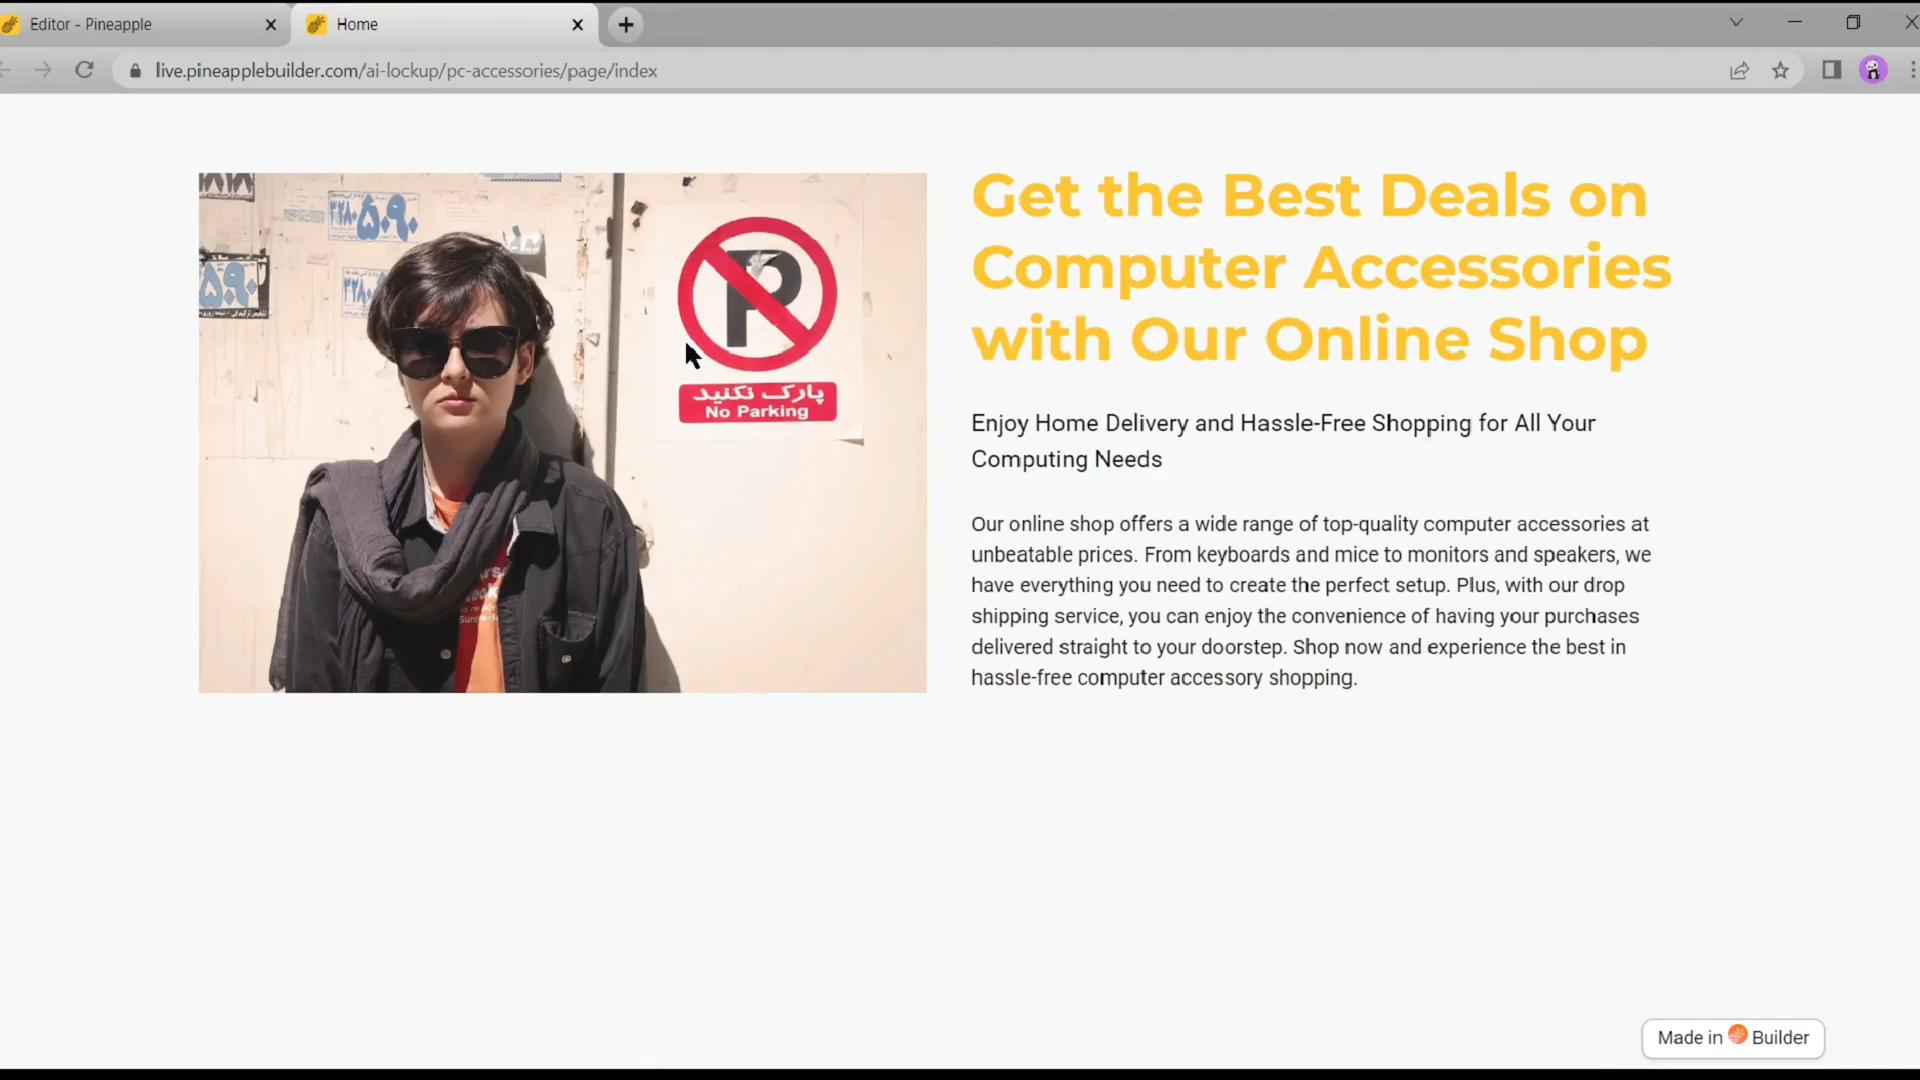 Editor - Pineapple
Home
live.pineapplebuilder.com/ai-lockup/pc-accessories/page/index
۵۰۹۰
۳۲۸۰
۵۰۹۰
پارک نکنید
No Parking
Get the Best Deals on
Computer Accessories
with Our Online Shop
Enjoy Home Delivery and Hassle-Free Shopping for All Your
Computing Needs
Our online shop offers a wide range of top-quality computer accessories at
unbeatable prices. From keyboards and mice to monitors and speakers, we
have everything you need to create the perfect setup. Plus, with our drop
shipping service, you can enjoy the convenience of having your purchases
delivered straight to your doorstep. Shop now and experience the best in
hassle-free computer accessory shopping.
Made in Builder